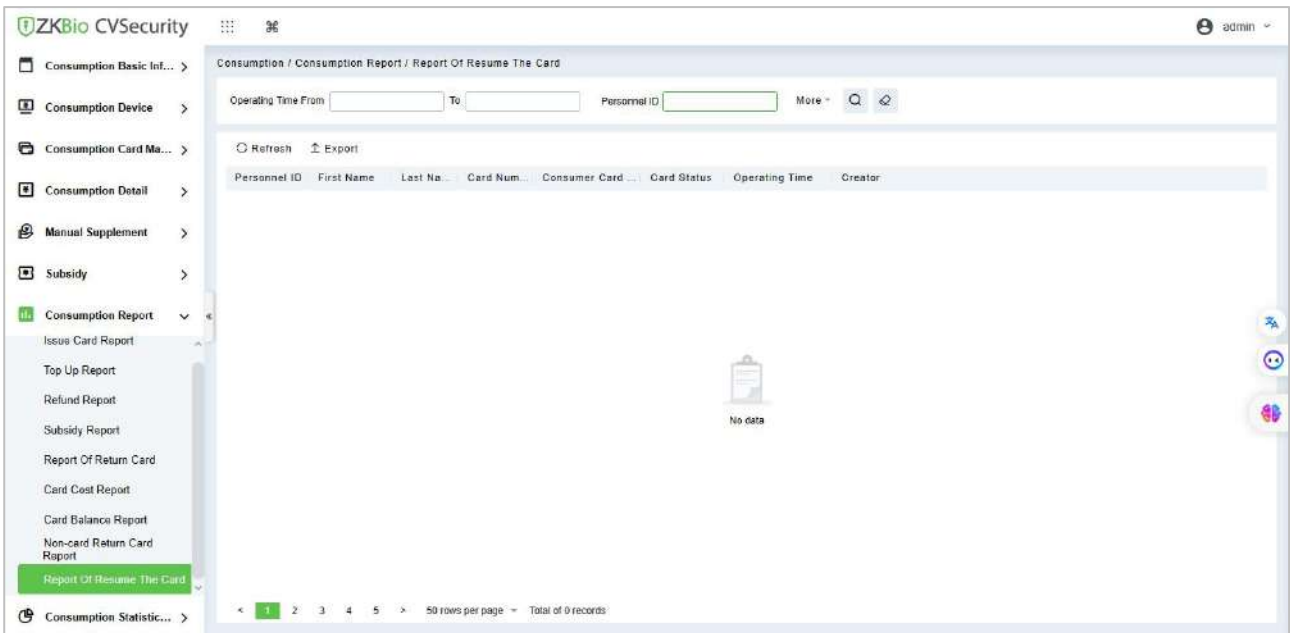 ZKBio CVSecurity
admin
Consumption Basic Inf...
Consumption Device
Consumption Card Ma...
Consumption Detail
Manual Supplement
Subsidy
Consumption Report
Issue Card Report
Top Up Report
Refund Report
Subsidy Report
Report Of Return Card
Card Cost Report
Card Balance Report
Non-card Return Card
Report
Report Of Resume The Card
Consumption Statistic...
Consumption / Consumption Report / Report Of Resume The Card
Operating Time From To Personnel ID More
Refresh Export
Personnel ID First Name Last Na... Card Num... Consumer Card ... Card Status Operating Time Creator
No data
< 1 2 3 4 5 > 50 rows per page Total of 0 records